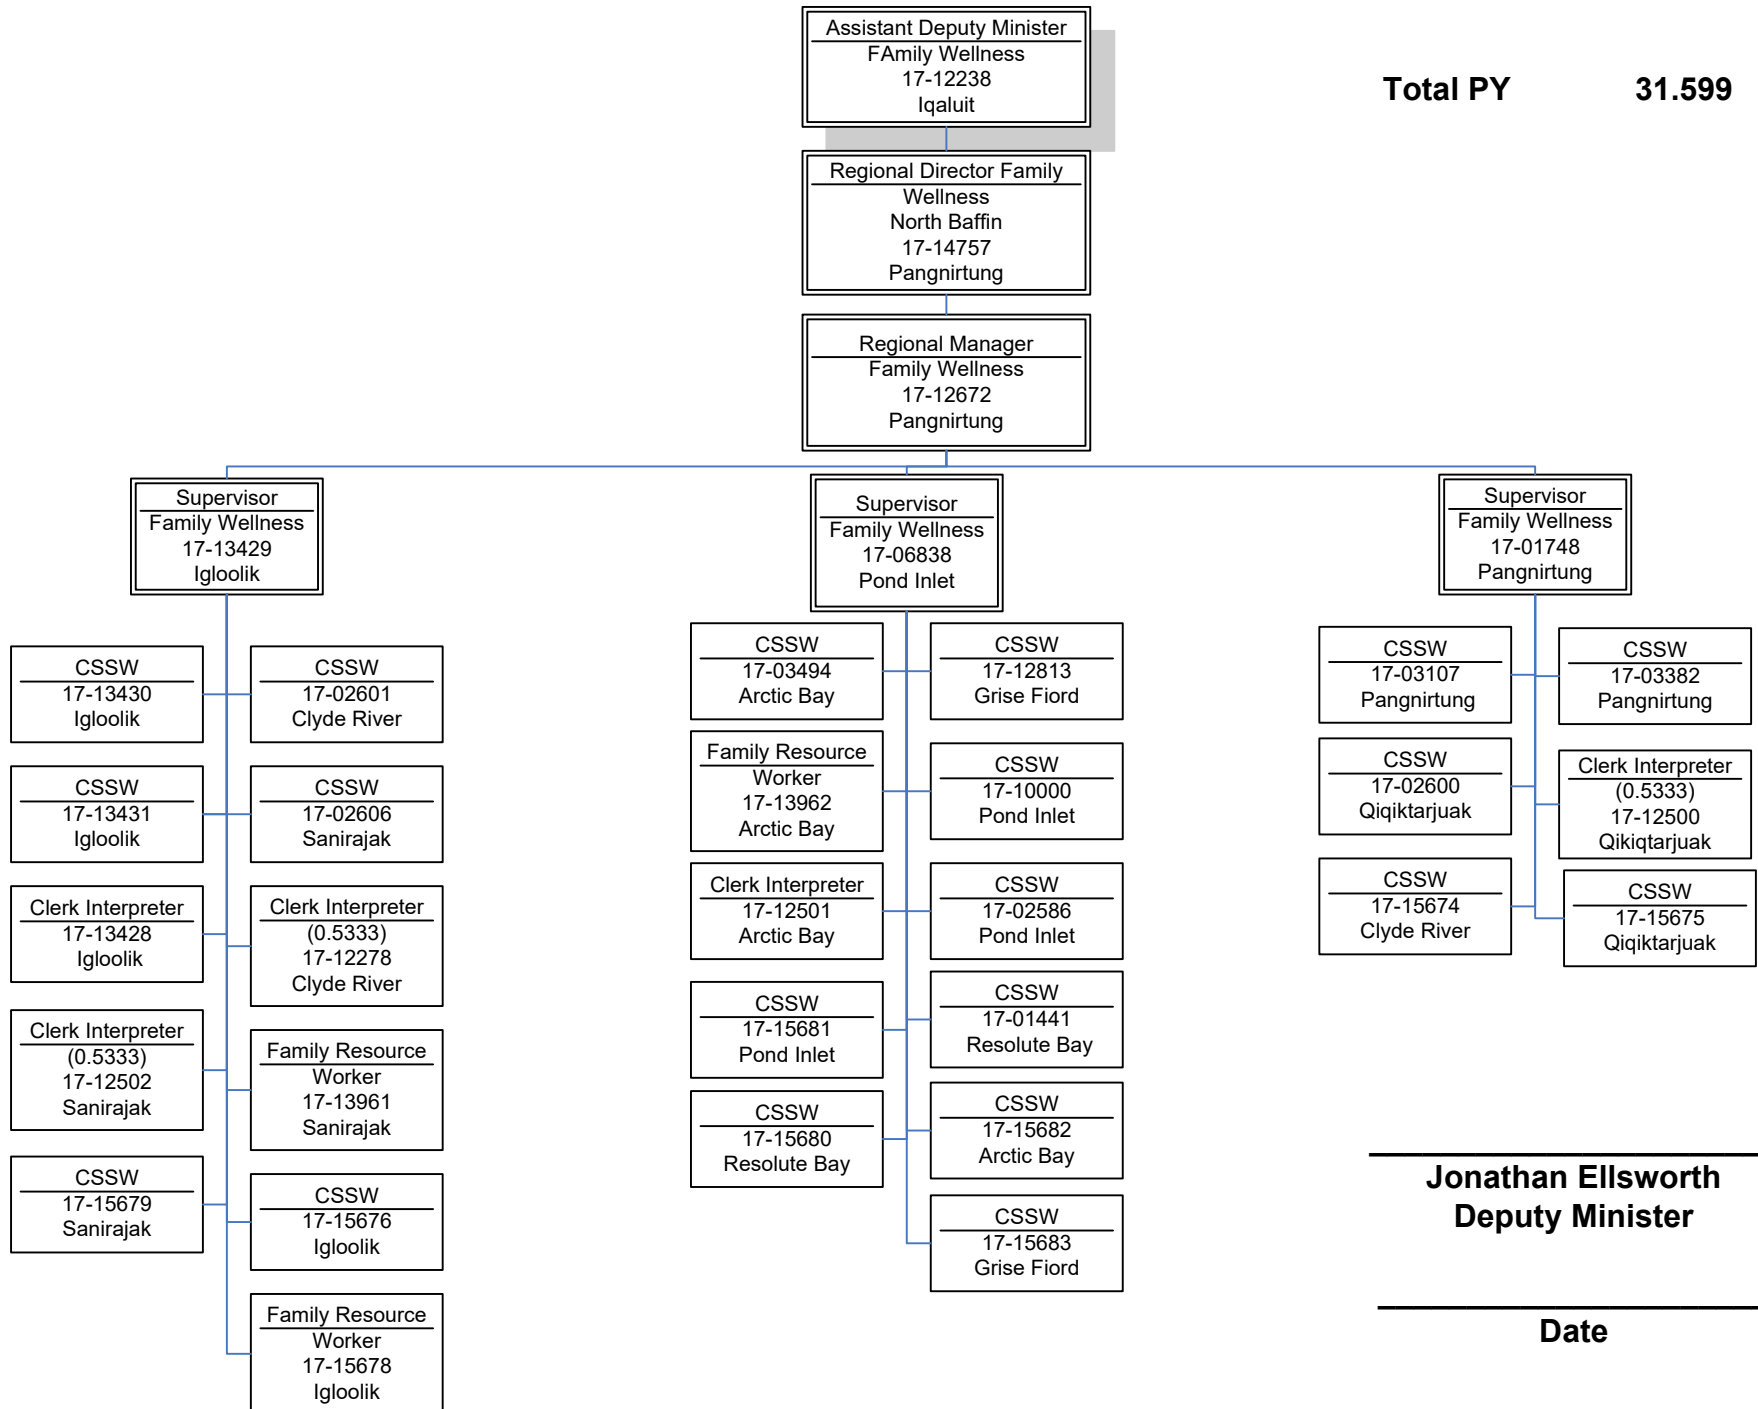 Assistant Deputy Minister
FAmily Wellness
17-12238
Iqaluit
Total PY 31.599
Regional Director Family
Wellness
North Baffin
17-14757
Pangnirtung
Regional Manager
Family Wellness
17-12672
Pangnirtung
Supervisor
Family Wellness
17-13429
Igloolik
Supervisor
Family Wellness
17-06838
Pond Inlet
Supervisor
Family Wellness
17-01748
Pangnirtung
CSSW
17-13430
Igloolik
CSSW
17-02601
Clyde River
CSSW
17-13431
Igloolik
CSSW
17-02606
Sanirajak
Clerk Interpreter
17-13428
Igloolik
Clerk Interpreter
(0.5333)
17-12278
Clyde River
Clerk Interpreter
(0.5333)
17-12502
Sanirajak
Family Resource
Worker
17-13961
Sanirajak
CSSW
17-15679
Sanirajak
CSSW
17-15676
Igloolik
Family Resource
Worker
17-15678
Igloolik
CSSW
17-03494
Arctic Bay
CSSW
17-12813
Grise Fiord
Family Resource
Worker
17-13962
Arctic Bay
CSSW
17-10000
Pond Inlet
Clerk Interpreter
17-12501
Arctic Bay
CSSW
17-02586
Pond Inlet
CSSW
17-15681
Pond Inlet
CSSW
17-01441
Resolute Bay
CSSW
17-15680
Resolute Bay
CSSW
17-15682
Arctic Bay
CSSW
17-15683
Grise Fiord
CSSW
17-03107
Pangnirtung
CSSW
17-03382
Pangnirtung
CSSW
17-02600
Qiqiktarjuak
Clerk Interpreter
(0.5333)
17-12500
Qikiqtarjuak
CSSW
17-15674
Clyde River
CSSW
17-15675
Qiqiktarjuak
Jonathan Ellsworth
Deputy Minister
Date